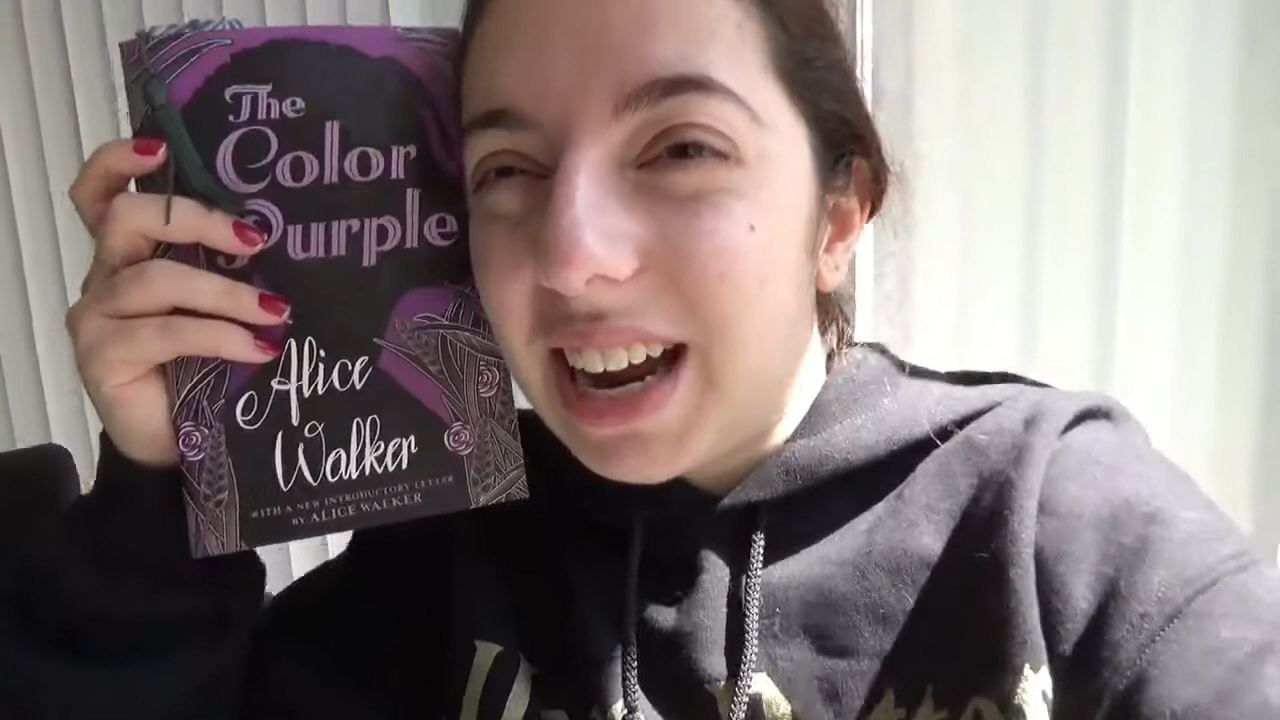 The
Color
Purple
Alice
Walker
WITH A NEW INTRODUCTORY LETTER
BY ALICE WALKER